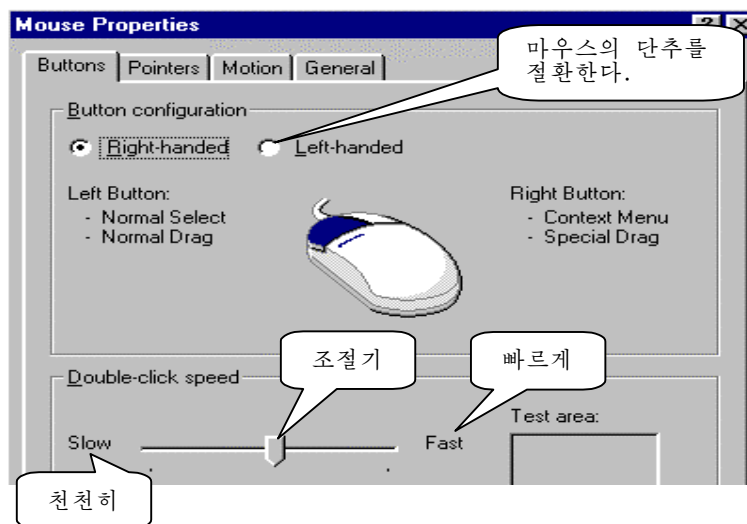 Mouse Properties
마우스의 단추를
절환한다.
Buttons Pointers Motion General
Button configuration
Right-handed Left-handed
Left Button:
- Normal Select
- Normal Drag
Right Button:
- Context Menu
- Special Drag
조절기
빠르게
Double-click speed
Test area:
Slow Fast
천천히